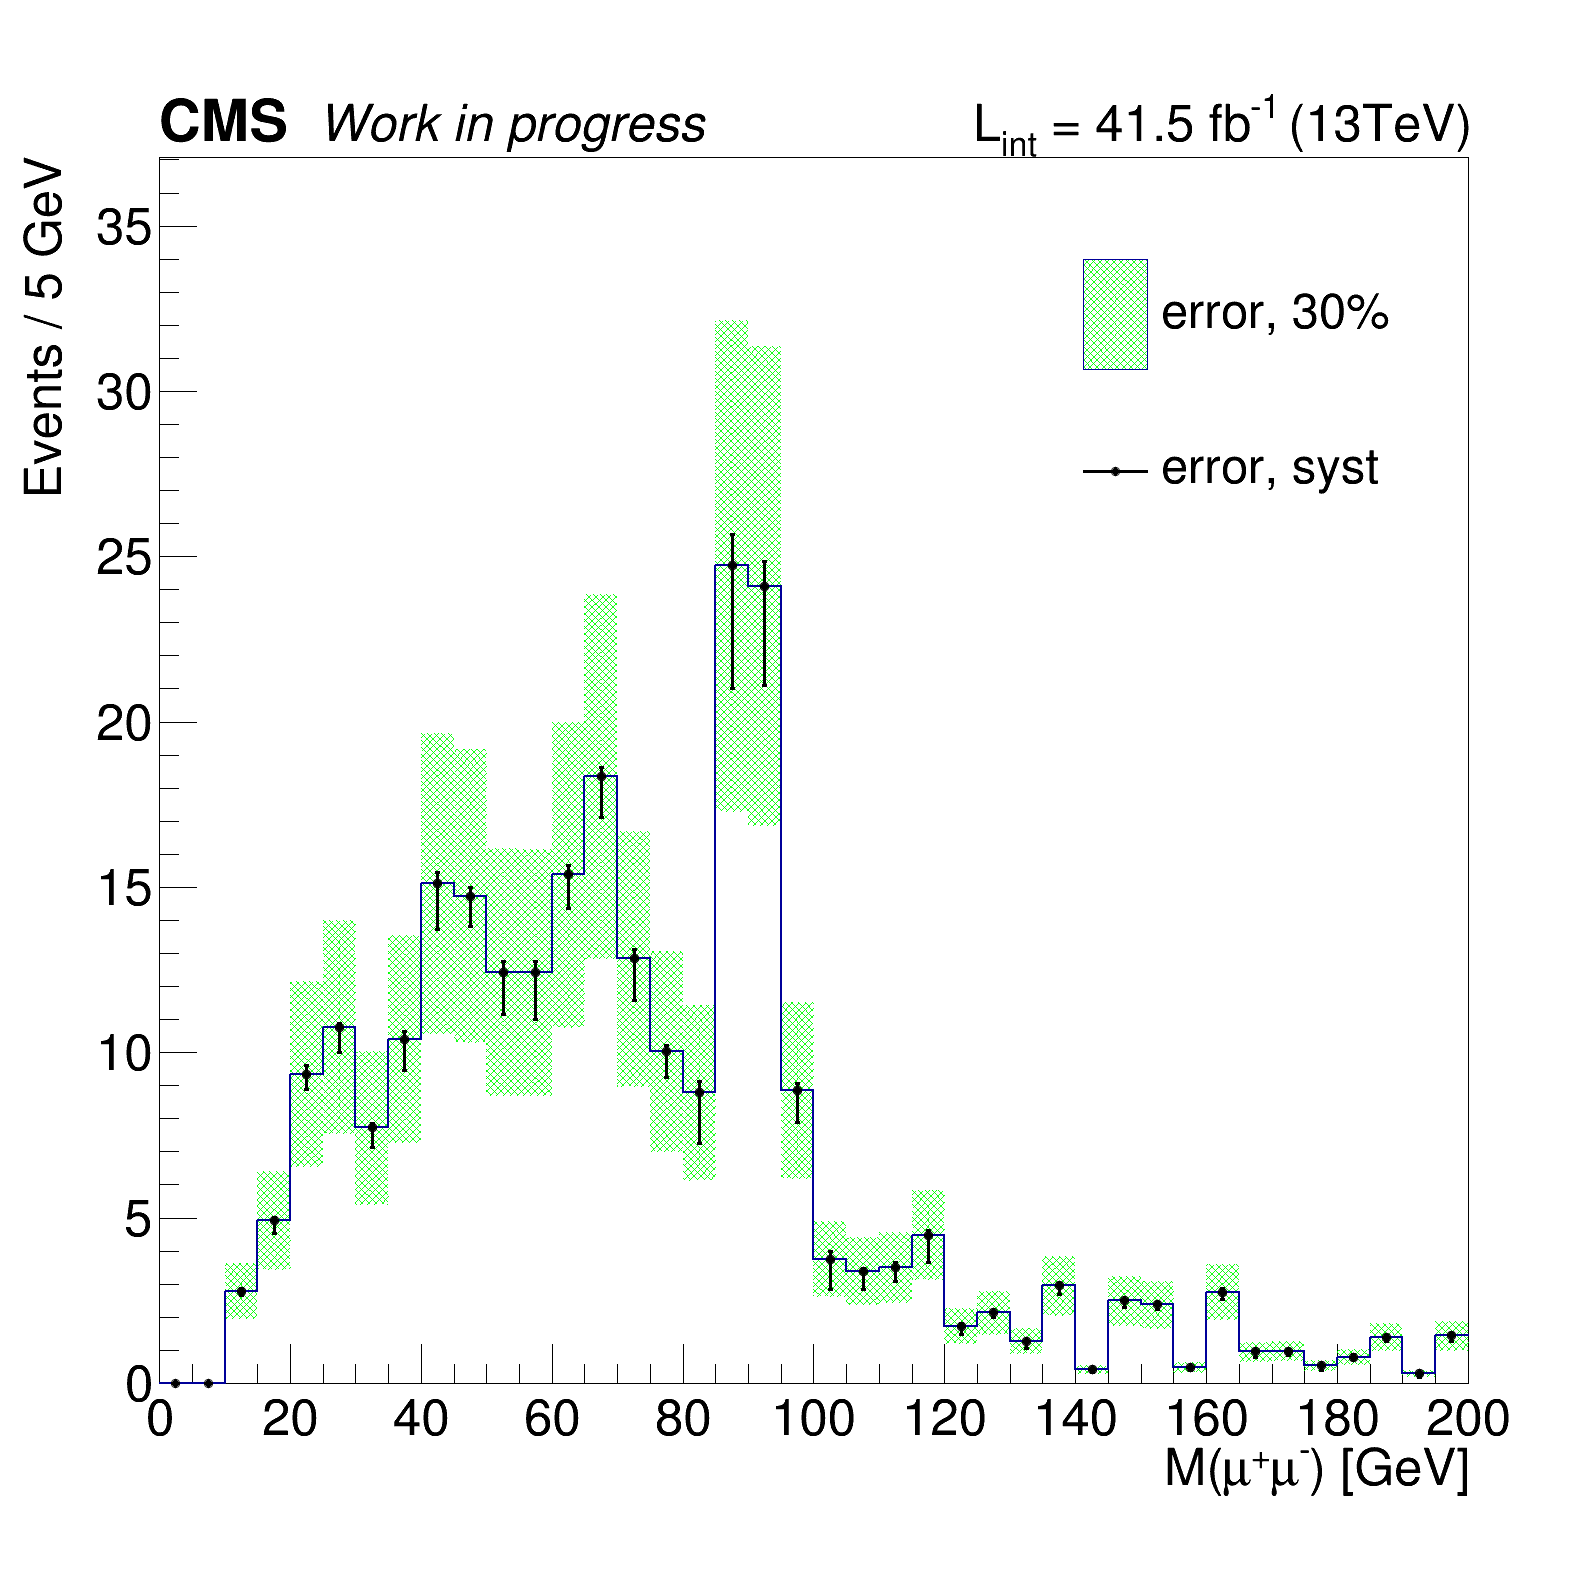 CMS Work in progress
L_int = 41.5 fb^-1 (13TeV)
Events / 5 GeV
35
30
25
20
15
10
5
0
error, 30%
error, syst
0 20 40 60 80 100 120 140 160 180 200
M(μ⁺μ⁻) [GeV]